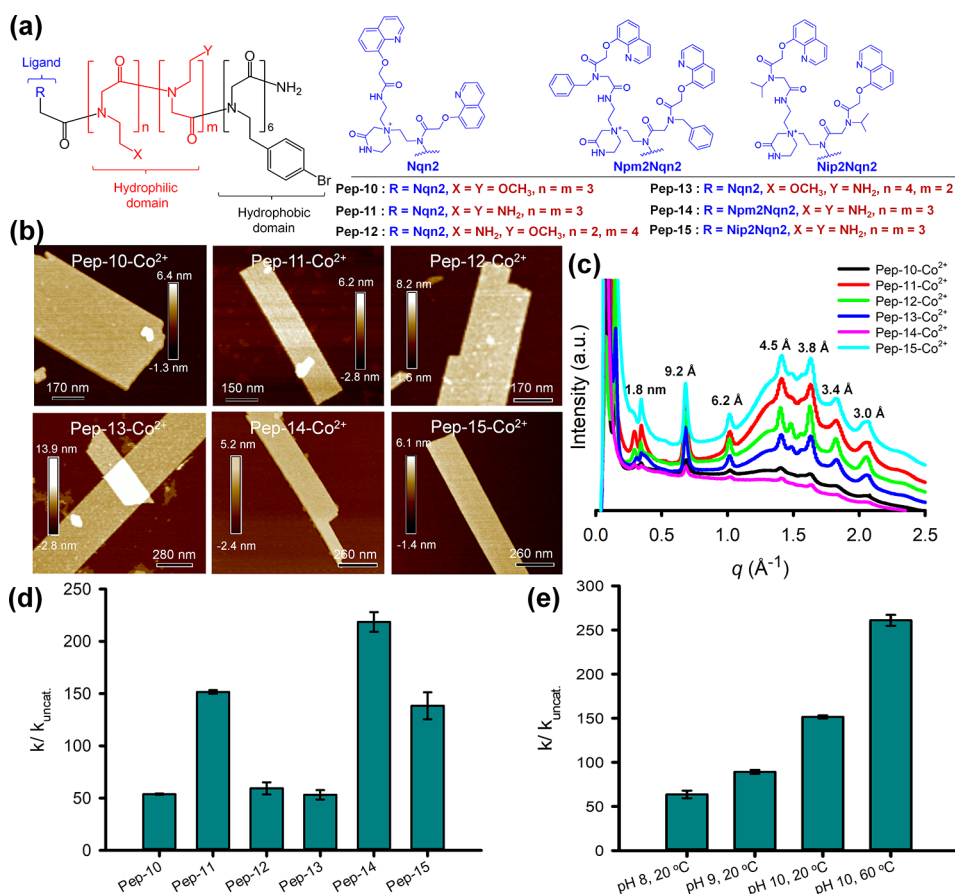 (a)
Ligand
R
O
O
O
O
Y
N
N
N
NH₂
n
m
6
X
Br
Hydrophilic
domain
Hydrophobic
domain
Nqn2
Npm2Nqn2
Nip2Nqn2
Pep-10 : R = Nqn2, X = Y = OCH₃, n = m = 3
Pep-11 : R = Nqn2, X = Y = NH₂, n = m = 3
Pep-12 : R = Nqn2, X = NH₂, Y = OCH₃, n = 2, m = 4
Pep-13 : R = Nqn2, X = OCH₃, Y = NH₂, n = 4, m = 2
Pep-14 : R = Npm2Nqn2, X = Y = NH₂, n = m = 3
Pep-15 : R = Nip2Nqn2, X = Y = NH₂, n = m = 3
(b)
Pep-10-Co²⁺
6.4 nm
-1.3 nm
170 nm
Pep-11-Co²⁺
6.2 nm
-2.8 nm
150 nm
Pep-12-Co²⁺
8.2 nm
-1.6 nm
170 nm
Pep-13-Co²⁺
13.9 nm
-2.8 nm
280 nm
Pep-14-Co²⁺
5.2 nm
-2.4 nm
260 nm
Pep-15-Co²⁺
6.1 nm
-1.4 nm
260 nm
(c)
Pep-10-Co²⁺
Pep-11-Co²⁺
Pep-12-Co²⁺
Pep-13-Co²⁺
Pep-14-Co²⁺
Pep-15-Co²⁺
Intensity (a.u.)
1.8 nm
9.2 Å
6.2 Å
4.5 Å
3.8 Å
3.4 Å
3.0 Å
0.0 0.5 1.0 1.5 2.0 2.5
q (Å⁻¹)
(d)
k/ kuncat.
250
200
150
100
50
0
Pep-10
Pep-11
Pep-12
Pep-13
Pep-14
Pep-15
(e)
k/ kuncat.
300
250
200
150
100
50
0
pH 8, 20 ºC
pH 9, 20 ºC
pH 10, 20 ºC
pH 10, 60 ºC